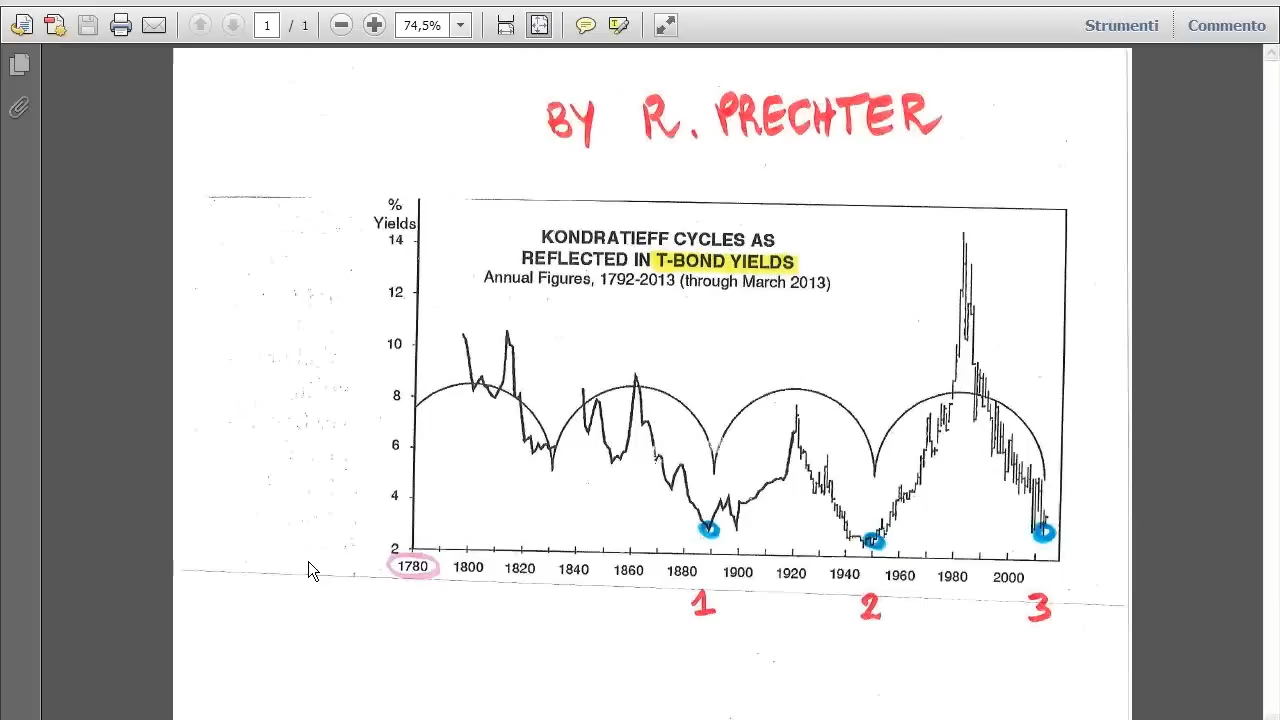 1 / 1
74,5%
Strumenti
Commento
BY R. PRECHTER
%
Yields
KONDRATIEFF CYCLES AS
REFLECTED IN T-BOND YIELDS
Annual Figures, 1792-2013 (through March 2013)
14
12
10
8
6
4
2
1780 1800 1820 1840 1860 1880 1900 1920 1940 1960 1980 2000
1 2 3